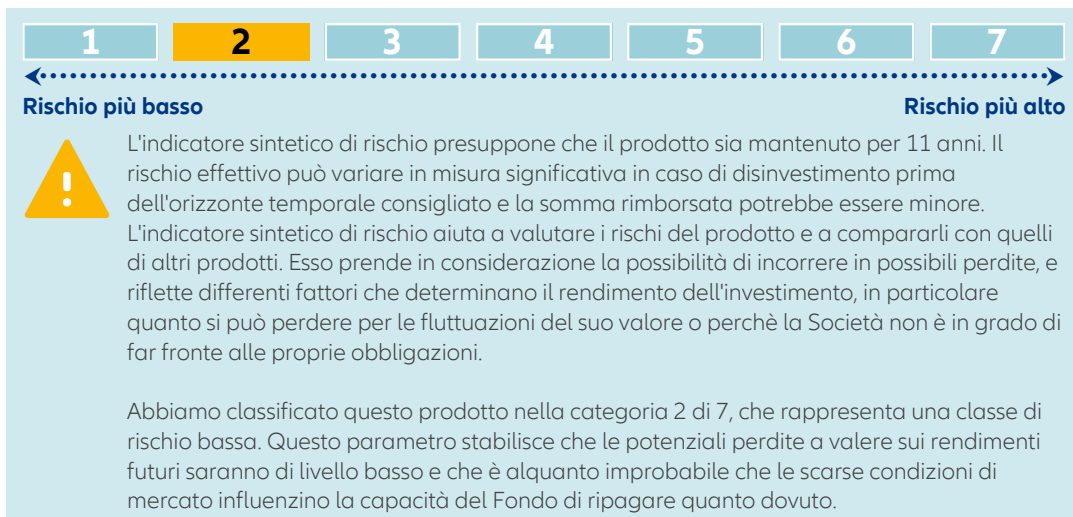 1 2 3 4 5 6 7
Rischio più basso Rischio più alto
L'indicatore sintetico di rischio presuppone che il prodotto sia mantenuto per 11 anni. Il
rischio effettivo può variare in misura significativa in caso di disinvestimento prima
dell'orizzonte temporale consigliato e la somma rimborsata potrebbe essere minore.
L'indicatore sintetico di rischio aiuta a valutare i rischi del prodotto e a compararli con quelli
di altri prodotti. Esso prende in considerazione la possibilità di incorrere in possibili perdite, e
riflette differenti fattori che determinano il rendimento dell'investimento, in particolare
quanto si può perdere per le fluttuazioni del suo valore o perchè la Società non è in grado di
far fronte alle proprie obbligazioni.
Abbiamo classificato questo prodotto nella categoria 2 di 7, che rappresenta una classe di
rischio bassa. Questo parametro stabilisce che le potenziali perdite a valere sui rendimenti
futuri saranno di livello basso e che è alquanto improbabile che le scarse condizioni di
mercato influenzino la capacità del Fondo di ripagare quanto dovuto.